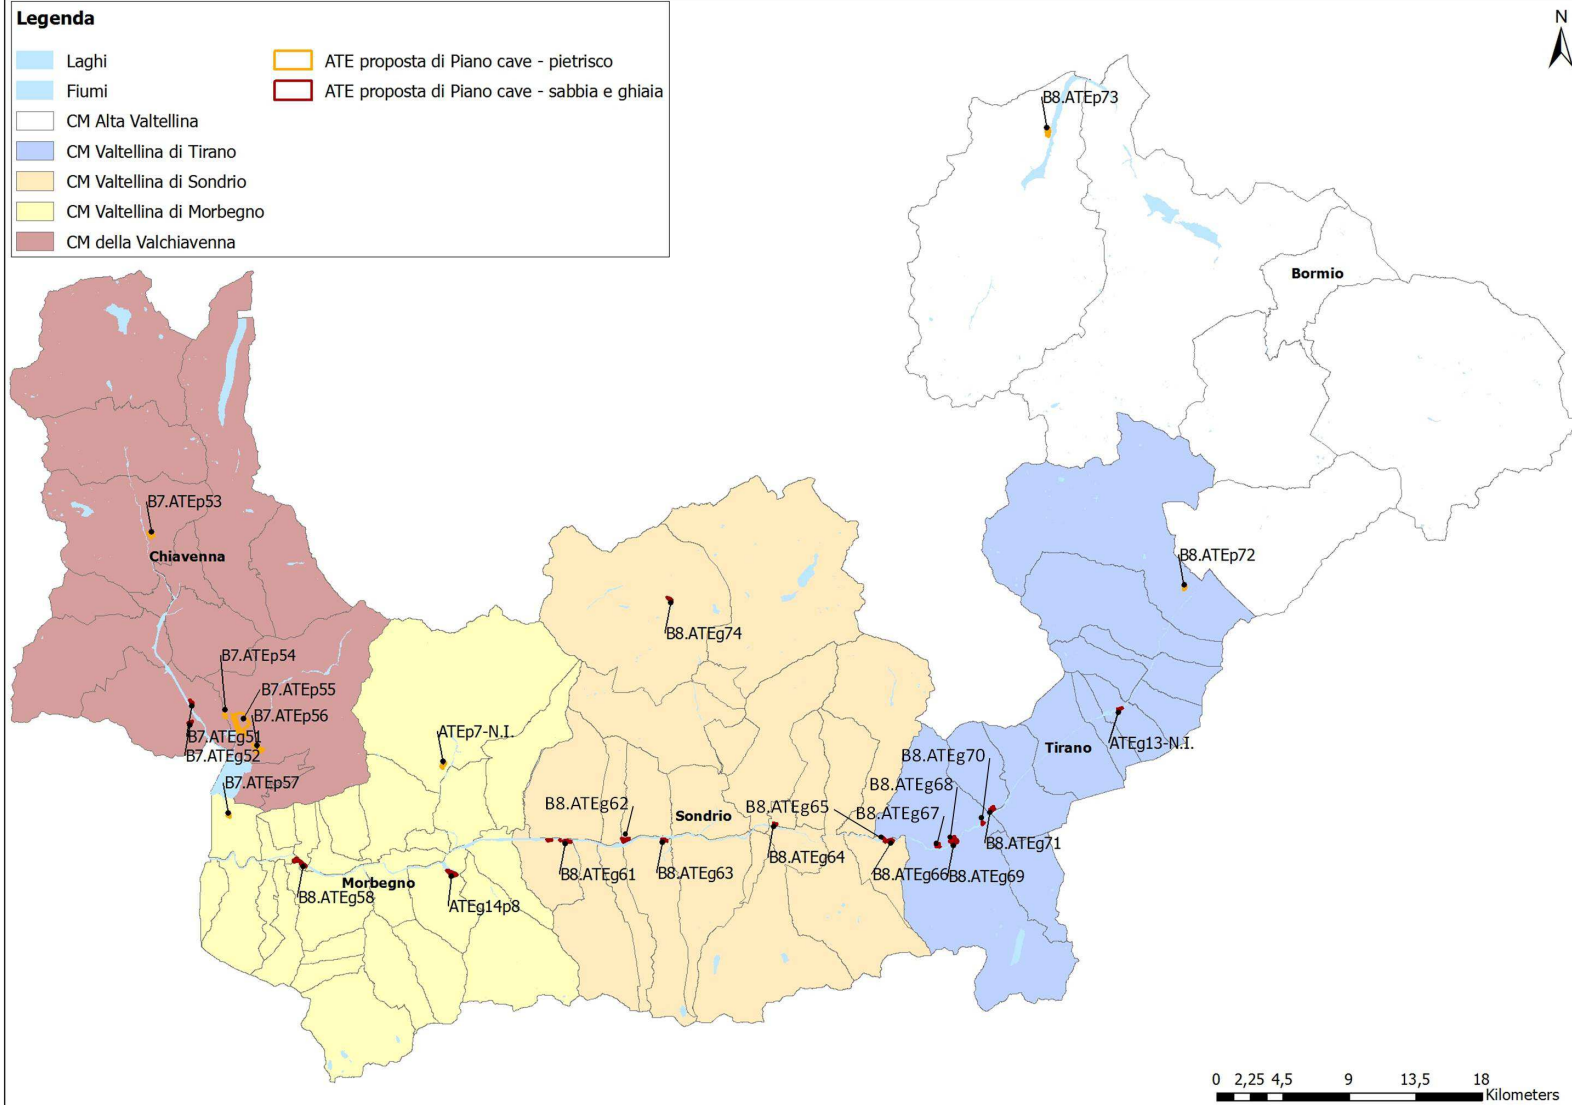 Legenda
Laghi
Fiumi
CM Alta Valtellina
CM Valtellina di Tirano
CM Valtellina di Sondrio
CM Valtellina di Morbegno
CM della Valchiavenna
ATE proposta di Piano cave - pietrisco
ATE proposta di Piano cave - sabbia e ghiaia
N
B8.ATEp73
Bormio
B7.ATEp53
Chiavenna
B8.ATEp72
B8.ATEg74
B7.ATEp54
B7.ATEp55
B7.ATEp56
B7.ATEg51
B7.ATEg52
B7.ATEp57
ATEp7-N.I.
ATEg13-N.I.
Tirano
B8.ATEg70
B8.ATEg68
B8.ATEg67
B8.ATEg65
B8.ATEg62
Sondrio
B8.ATEg71
B8.ATEg64
B8.ATEg61
B8.ATEg63
B8.ATEg66
B8.ATEg69
Morbegno
B8.ATEg58
ATEg14p8
0 2,25 4,5 9 13,5 18
Kilometers